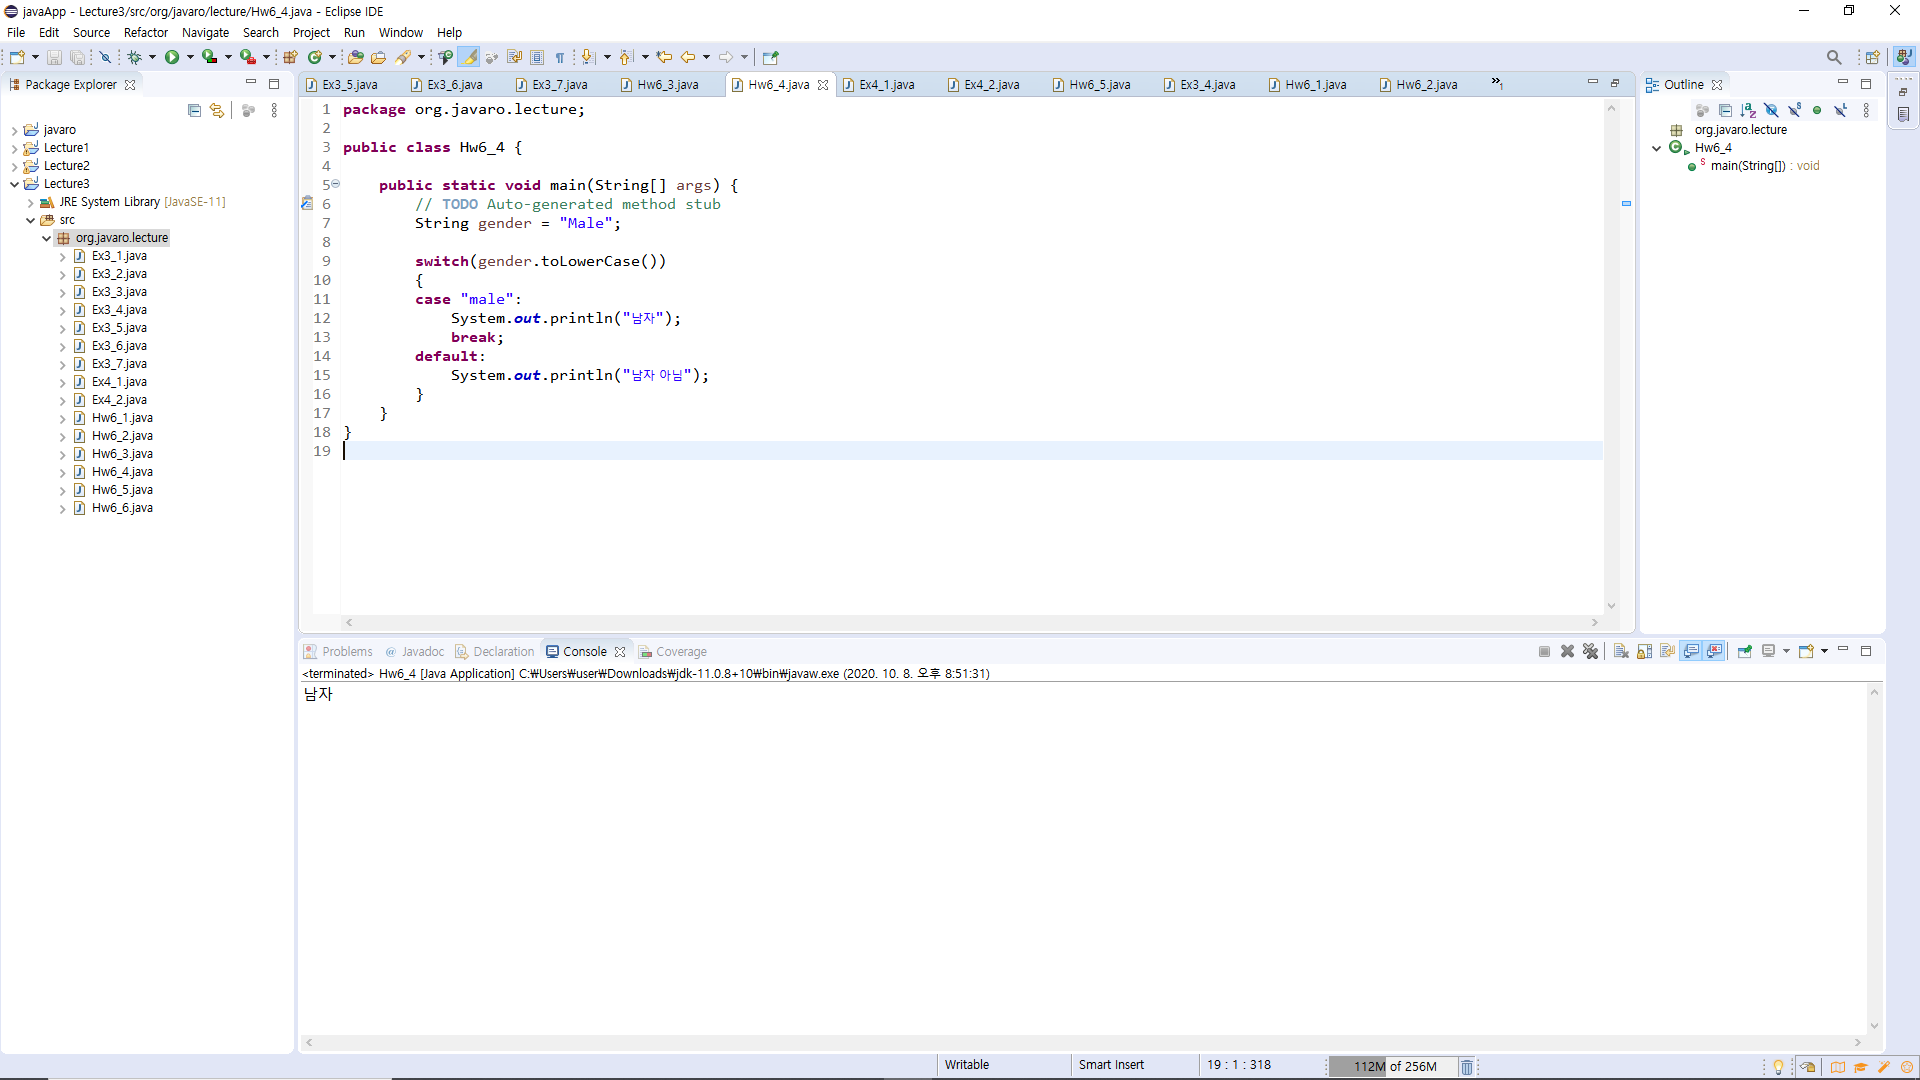 javaApp - Lecture3/src/org/javaro/lecture/Hw6_4.java - Eclipse IDE
File Edit Source Refactor Navigate Search Project Run Window Help
Package Explorer
javaro
Lecture1
Lecture2
Lecture3
JRE System Library [JavaSE-11]
src
org.javaro.lecture
Ex3_1.java
Ex3_2.java
Ex3_3.java
Ex3_4.java
Ex3_5.java
Ex3_6.java
Ex3_7.java
Ex4_1.java
Ex4_2.java
Hw6_1.java
Hw6_2.java
Hw6_3.java
Hw6_4.java
Hw6_5.java
Hw6_6.java
Ex3_5.java Ex3_6.java Ex3_7.java Hw6_3.java Hw6_4.java Ex4_1.java Ex4_2.java Hw6_5.java Ex3_4.java Hw6_1.java Hw6_2.java »1
1 package org.javaro.lecture;
2
3 public class Hw6_4 {
4
5 public static void main(String[] args) {
6 // TODO Auto-generated method stub
7 String gender = "Male";
8
9 switch(gender.toLowerCase())
10 {
11 case "male":
12 System.out.println("남자");
13 break;
14 default:
15 System.out.println("남자 아님");
16 }
17 }
18 }
19
Outline
org.javaro.lecture
Hw6_4
main(String[]) : void
Problems @ Javadoc Declaration Console Coverage
<terminated> Hw6_4 [Java Application] C:₩Users₩user₩Downloads₩jdk-11.0.8+10₩bin₩javaw.exe (2020. 10. 8. 오후 8:51:31)
남자
Writable Smart Insert 19 : 1 : 318 112M of 256M